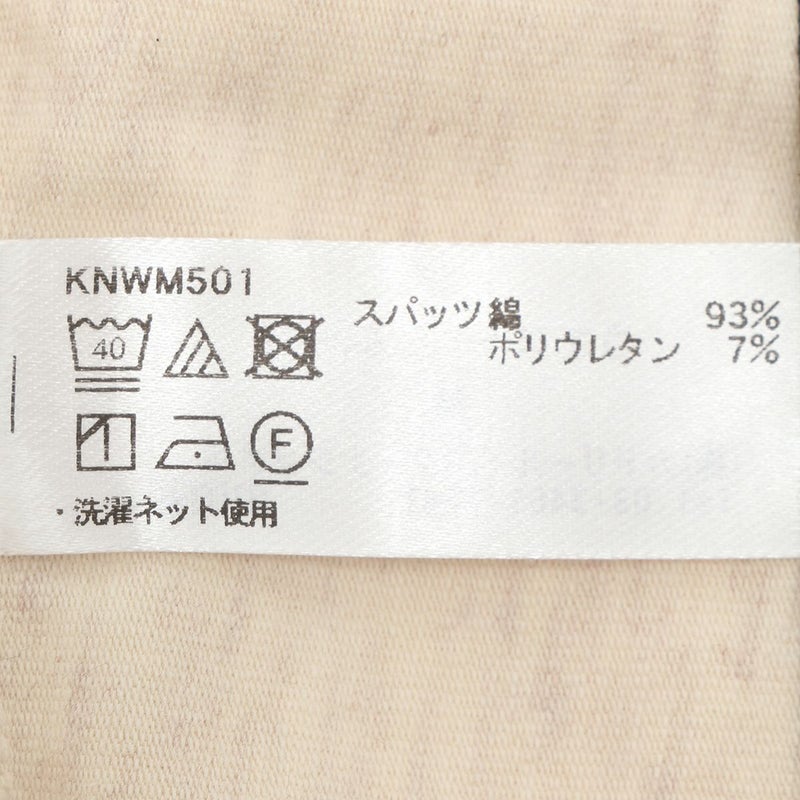 KNWM501
40
F
・洗濯ネット使用
スパッツ 綿 93%
ポリウレタン 7%